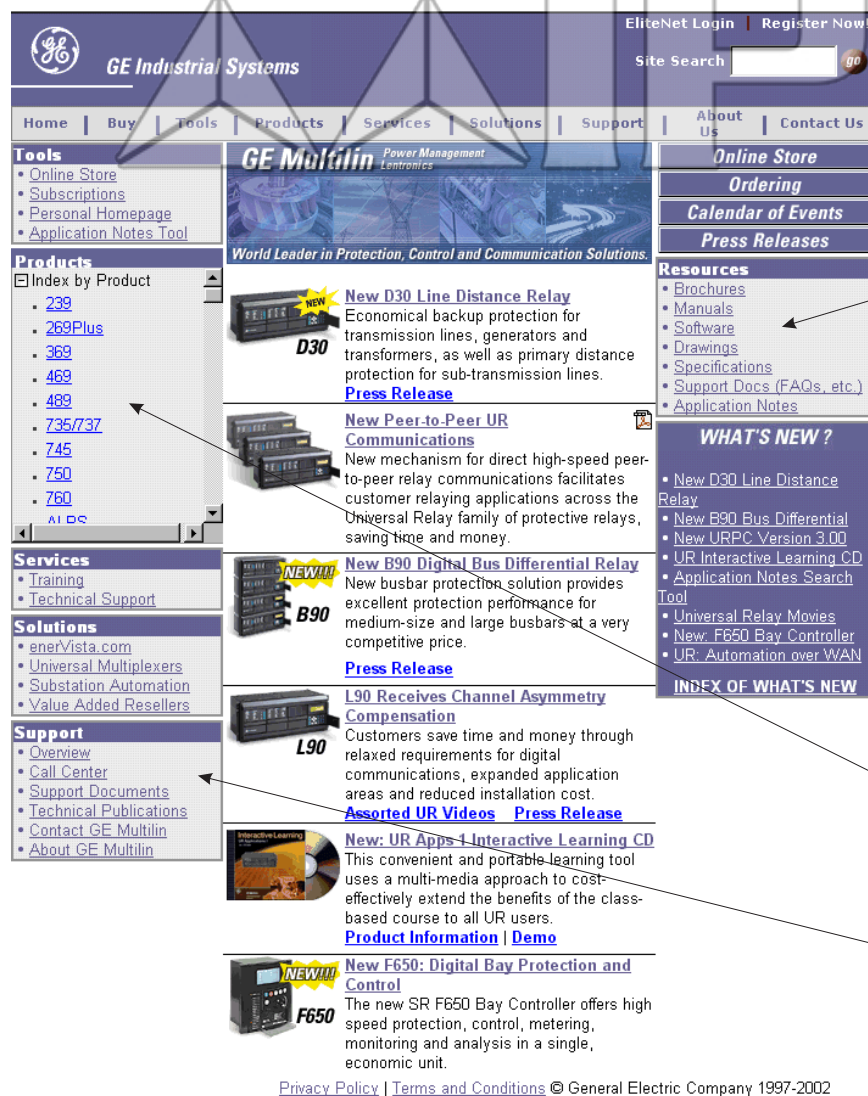 EliteNet Login | Register Now!
GE Industrial Systems
Site Search go
Home | Buy | Tools | Products | Services | Solutions | Support | About Us | Contact Us
Tools
• Online Store
• Subscriptions
• Personal Homepage
• Application Notes Tool
Products
Index by Product
239
269Plus
369
469
489
735/737
745
750
760
ALPS
Services
• Training
• Technical Support
Solutions
• enerVista.com
• Universal Multiplexers
• Substation Automation
• Value Added Resellers
Support
• Overview
• Call Center
• Support Documents
• Technical Publications
• Contact GE Multilin
• About GE Multilin
GE Multilin Power Management
Lentronics
World Leader in Protection, Control and Communication Solutions.
NEW
D30
New D30 Line Distance Relay
Economical backup protection for
transmission lines, generators and
transformers, as well as primary distance
protection for sub-transmission lines.
Press Release
New Peer-to-Peer UR
Communications
New mechanism for direct high-speed peer-
to-peer relay communications facilitates
customer relaying applications across the
Universal Relay family of protective relays,
saving time and money.
NEW!!!
B90
New B90 Digital Bus Differential Relay
New busbar protection solution provides
excellent protection performance for
medium-size and large busbars at a very
competitive price.
Press Release
L90
L90 Receives Channel Asymmetry
Compensation
Customers save time and money through
relaxed requirements for digital
communications, expanded application
areas and reduced installation cost.
Assorted UR Videos Press Release
Interactive Learning
New: UR Apps 1 Interactive Learning CD
This convenient and portable learning tool
uses a multi-media approach to cost-
effectively extend the benefits of the class-
based course to all UR users.
Product Information | Demo
NEW!!!
F650
New F650: Digital Bay Protection and
Control
The new SR F650 Bay Controller offers high
speed protection, control, metering,
monitoring and analysis in a single,
economic unit.
Online Store
Ordering
Calendar of Events
Press Releases
Resources
• Brochures
• Manuals
• Software
• Drawings
• Specifications
• Support Docs (FAQs, etc.)
• Application Notes
WHAT'S NEW ?
• New D30 Line Distance
Relay
• New B90 Bus Differential
• New URPC Version 3.00
• UR Interactive Learning CD
• Application Notes Search
Tool
• Universal Relay Movies
• New: F650 Bay Controller
• UR: Automation over WAN
INDEX OF WHAT'S NEW
Privacy Policy | Terms and Conditions © General Electric Company 1997-2002